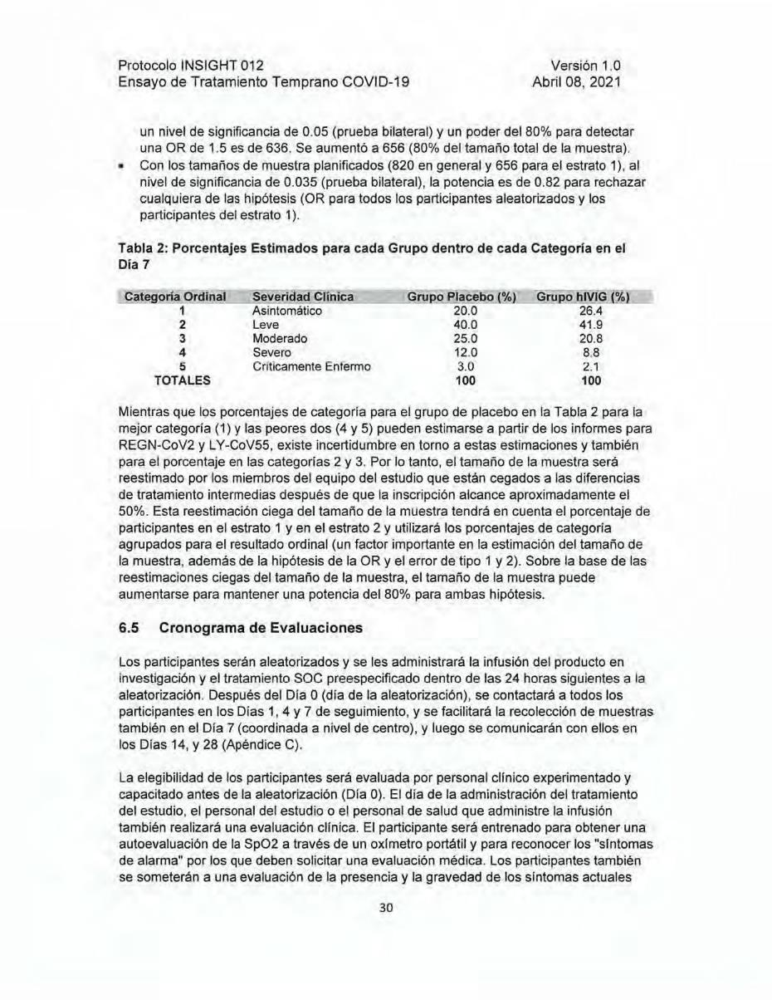 Protocolo INSIGHT 012 Versión 1.0
Ensayo de Tratamiento Temprano COVID-19 Abril 08, 2021
un nivel de significancia de 0.05 (prueba bilateral) y un poder del 80% para detectar
una OR de 1.5 es de 636. Se aumentó a 656 (80% del tamaño total de la muestra).
▪ Con los tamaños de muestra planificados (820 en general y 656 para el estrato 1), al
nivel de significancia de 0.035 (prueba bilateral), la potencia es de 0.82 para rechazar
cualquiera de las hipótesis (OR para todos los participantes aleatorizados y los
participantes del estrato 1).
Tabla 2: Porcentajes Estimados para cada Grupo dentro de cada Categoría en el
Día 7
Categoría Ordinal Severidad Clínica Grupo Placebo (%) Grupo hIVIG (%)
1 Asintomático 20.0 26.4
2 Leve 40.0 41.9
3 Moderado 25.0 20.8
4 Severo 12.0 8.8
5 Críticamente Enfermo 3.0 2.1
TOTALES 100 100
Mientras que los porcentajes de categoría para el grupo de placebo en la Tabla 2 para la
mejor categoría (1) y las peores dos (4 y 5) pueden estimarse a partir de los informes para
REGN-CoV2 y LY-CoV55, existe incertidumbre en torno a estas estimaciones y también
para el porcentaje en las categorías 2 y 3. Por lo tanto, el tamaño de la muestra será
reestimado por los miembros del equipo del estudio que están cegados a las diferencias
de tratamiento intermedias después de que la inscripción alcance aproximadamente el
50%. Esta reestimación ciega del tamaño de la muestra tendrá en cuenta el porcentaje de
participantes en el estrato 1 y en el estrato 2 y utilizará los porcentajes de categoría
agrupados para el resultado ordinal (un factor importante en la estimación del tamaño de
la muestra, además de la hipótesis de la OR y el error de tipo 1 y 2). Sobre la base de las
reestimaciones ciegas del tamaño de la muestra, el tamaño de la muestra puede
aumentarse para mantener una potencia del 80% para ambas hipótesis.
6.5 Cronograma de Evaluaciones
Los participantes serán aleatorizados y se les administrará la infusión del producto en
investigación y el tratamiento SOC preespecificado dentro de las 24 horas siguientes a la
aleatorización. Después del Día 0 (día de la aleatorización), se contactará a todos los
participantes en los Días 1, 4 y 7 de seguimiento, y se facilitará la recolección de muestras
también en el Día 7 (coordinada a nivel de centro), y luego se comunicarán con ellos en
los Días 14, y 28 (Apéndice C).
La elegibilidad de los participantes será evaluada por personal clínico experimentado y
capacitado antes de la aleatorización (Día 0). El día de la administración del tratamiento
del estudio, el personal del estudio o el personal de salud que administre la infusión
también realizará una evaluación clínica. El participante será entrenado para obtener una
autoevaluación de la SpO2 a través de un oxímetro portátil y para reconocer los "síntomas
de alarma" por los que deben solicitar una evaluación médica. Los participantes también
se someterán a una evaluación de la presencia y la gravedad de los síntomas actuales
30